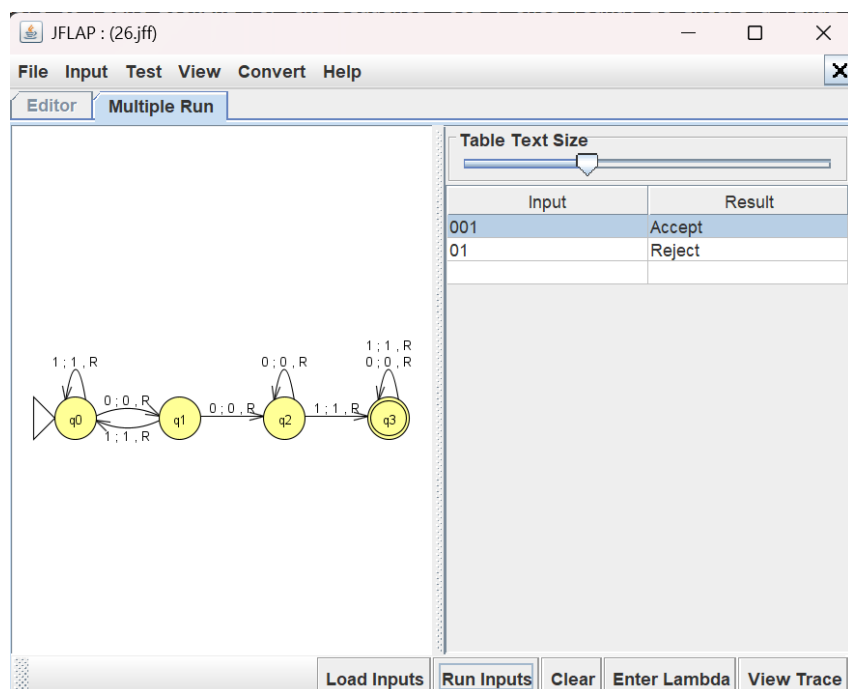 JFLAP : (26.jff)
File Input Test View Convert Help
Editor Multiple Run
Table Text Size
Input Result
001 Accept
01 Reject
1 ; 1 , R
1 ; 1 , R 0 ; 0 , R 0 ; 0 , R
0 ; 0 , R 0 ; 0 , R 1 ; 1 , R
q0 q1 q2 q3
1 ; 1 , R
Load Inputs Run Inputs Clear Enter Lambda View Trace